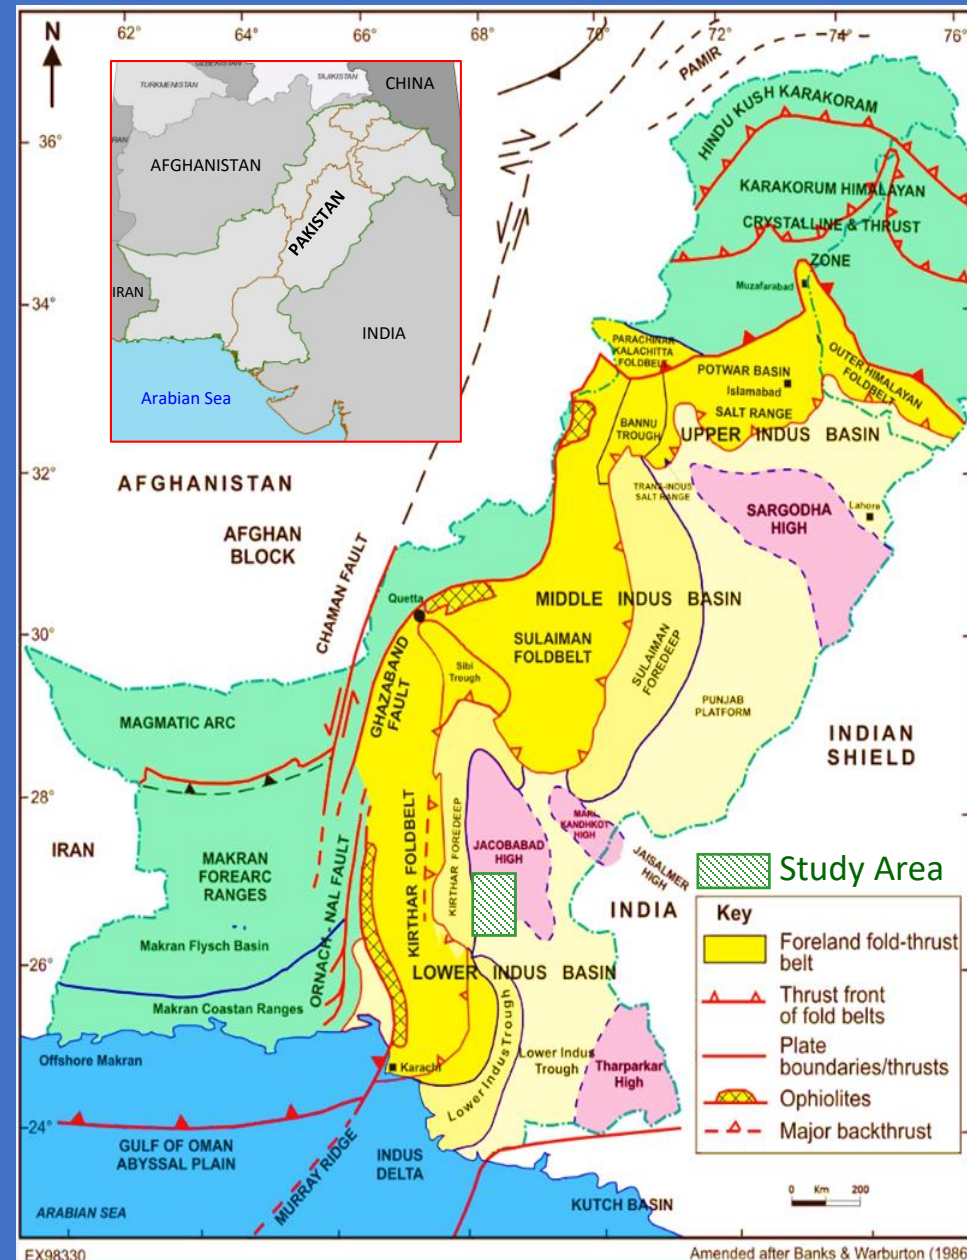 N
62°
64°
66°
68°
70°
72°
74°
76°
36°
34°
32°
30°
28°
26°
24°
TURKMENISTAN
TAJIKISTAN
CHINA
AFGHANISTAN
PAKISTAN
IRAN
INDIA
Arabian Sea
PAMIR
HINDU KUSH KARAKORAM
KARAKORUM HIMALAYAN
CRYSTALLINE & THRUST
ZONE
Muzafarabad
PARACHINAR
KALACHITTA
FOLDBELT
POTWAR BASIN
Islamabad
SALT RANGE
OUTER HIMALAYAN
FOLDBELT
BANNU
TROUGH
UPPER INDUS BASIN
TRANS-INDUS
SALT RANGE
SARGODHA
HIGH
Lahore
AFGHANISTAN
AFGHAN
BLOCK
CHAMAN FAULT
Quetta
GHAZABAND
FAULT
MIDDLE INDUS BASIN
SULAIMAN
FOLDBELT
Sibi
Trough
SULAIMAN
FOREDEEP
PUNJAB
PLATFORM
INDIAN
SHIELD
MAGMATIC ARC
IRAN
MAKRAN
FOREARC
RANGES
Makran Flysch Basin
Makran Coastan Ranges
ORNACH - NAL FAULT
KIRTHAR FOLDBELT
KIRTHAR FOREDEEP
JACOBABAD
HIGH
MARI
KANDHKOT
HIGH
JAISALMER
HIGH
INDIA
LOWER INDUS BASIN
Offshore Makran
Karachi
Lower Indus Trough
Lower Indus
Trough
Tharparkar
High
GULF OF OMAN
ABYSSAL PLAIN
MURRAY RIDGE
INDUS
DELTA
KUTCH BASIN
ARABIAN SEA
Study Area
Key
Foreland fold-thrust
belt
Thrust front
of fold belts
Plate
boundaries/thrusts
Ophiolites
Major backthrust
0 Km 200
EX98330
Amended after Banks & Warburton (1986